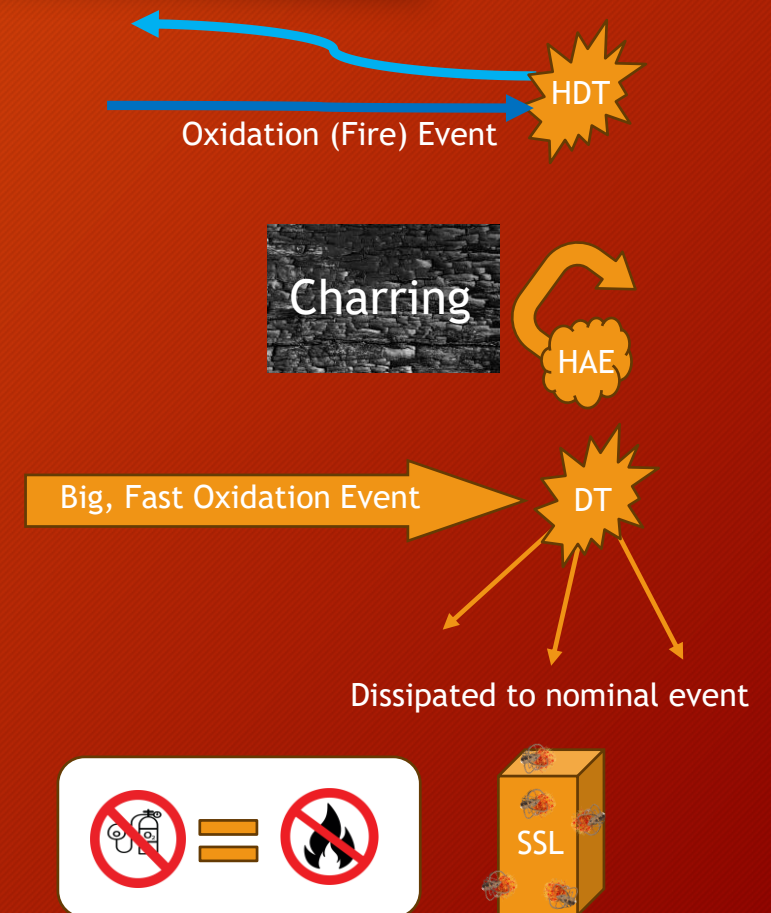 HDT
Oxidation (Fire) Event
Charring
HAE
Big, Fast Oxidation Event
DT
Dissipated to nominal event
SSL